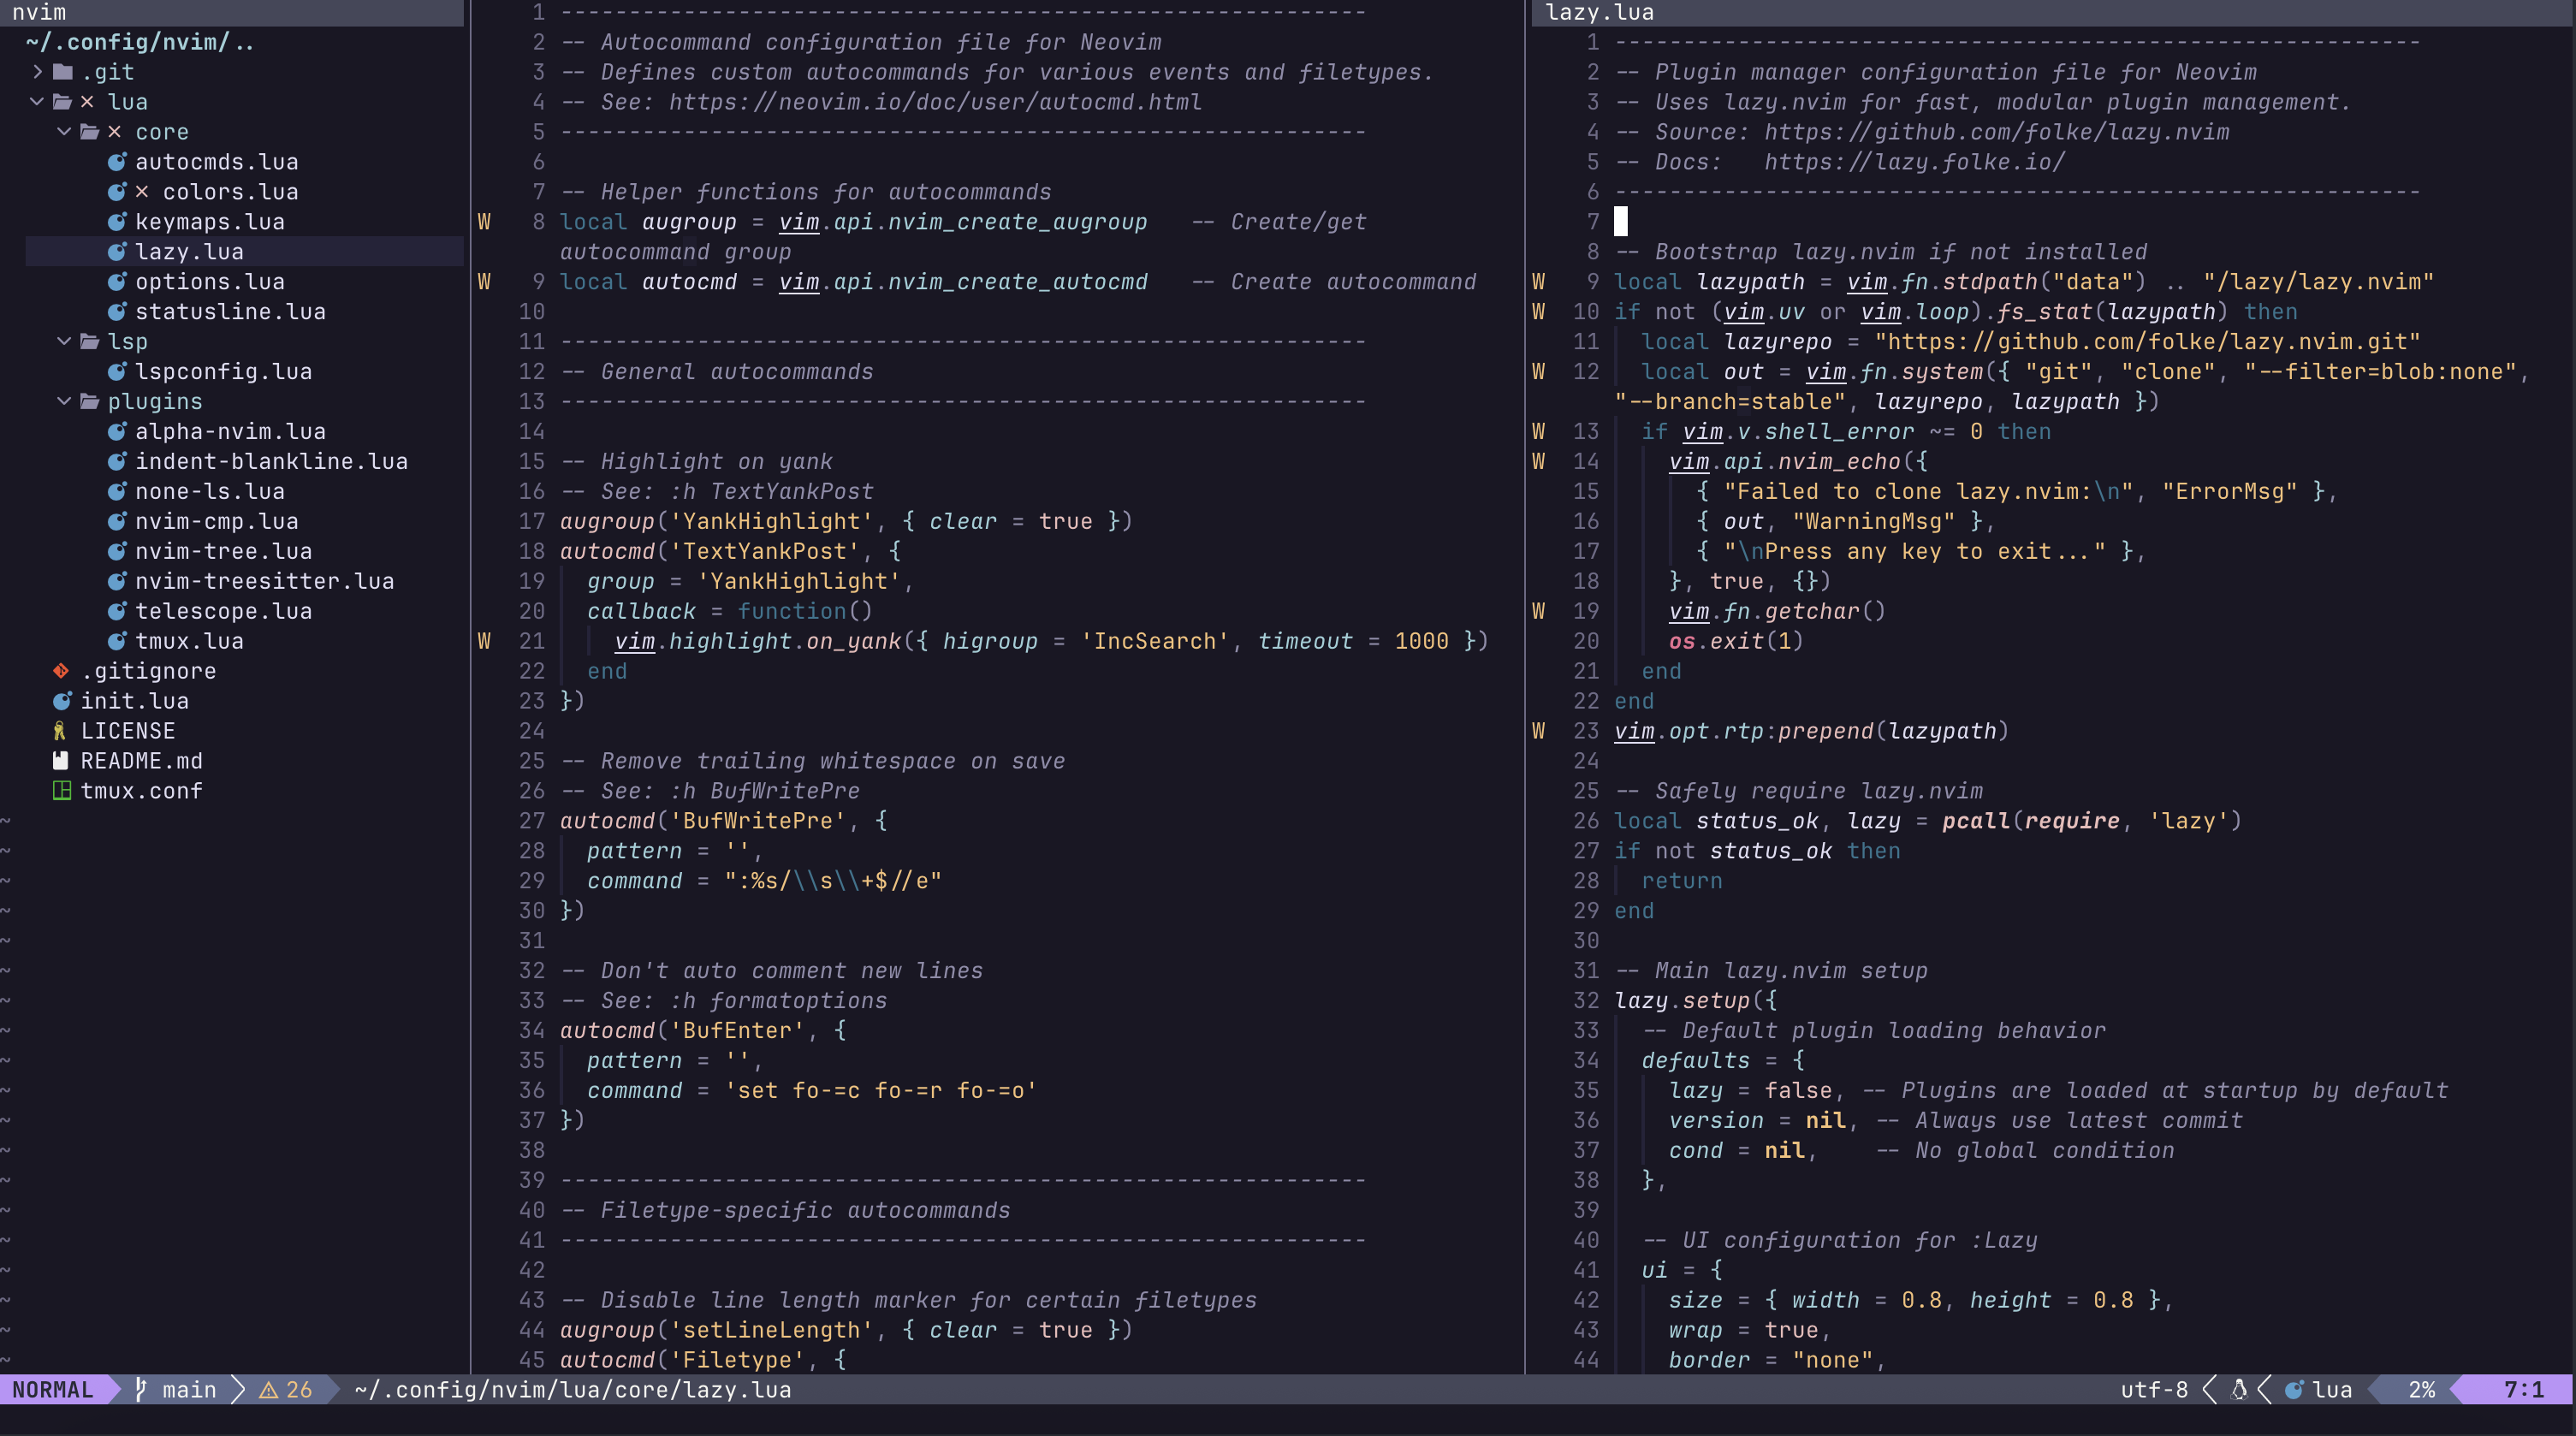 nvim
~/.config/nvim/..
.git
lua
core
autocmds.lua
colors.lua
keymaps.lua
lazy.lua
options.lua
statusline.lua
lsp
lspconfig.lua
plugins
alpha-nvim.lua
indent-blankline.lua
none-ls.lua
nvim-cmp.lua
nvim-tree.lua
nvim-treesitter.lua
telescope.lua
tmux.lua
.gitignore
init.lua
LICENSE
README.md
tmux.conf
1 -----------------------------------------------------------
2 -- Autocommand configuration file for Neovim
3 -- Defines custom autocommands for various events and filetypes.
4 -- See: https://neovim.io/doc/user/autocmd.html
5 -----------------------------------------------------------
6
7 -- Helper functions for autocommands
W 8 local augroup = vim.api.nvim_create_augroup   -- Create/get
autocommand group
W 9 local autocmd = vim.api.nvim_create_autocmd   -- Create autocommand
10
11 -----------------------------------------------------------
12 -- General autocommands
13 -----------------------------------------------------------
14
15 -- Highlight on yank
16 -- See: :h TextYankPost
17 augroup('YankHighlight', { clear = true })
18 autocmd('TextYankPost', {
19   group = 'YankHighlight',
20   callback = function()
W 21     vim.highlight.on_yank({ higroup = 'IncSearch', timeout = 1000 })
22   end
23 })
24
25 -- Remove trailing whitespace on save
26 -- See: :h BufWritePre
27 autocmd('BufWritePre', {
28   pattern = '',
29   command = ":%s/\\s\\+$//e"
30 })
31
32 -- Don't auto comment new lines
33 -- See: :h formatoptions
34 autocmd('BufEnter', {
35   pattern = '',
36   command = 'set fo-=c fo-=r fo-=o'
37 })
38
39 -----------------------------------------------------------
40 -- Filetype-specific autocommands
41 -----------------------------------------------------------
42
43 -- Disable line length marker for certain filetypes
44 augroup('setLineLength', { clear = true })
45 autocmd('Filetype', {
lazy.lua
1 -----------------------------------------------------------
2 -- Plugin manager configuration file for Neovim
3 -- Uses lazy.nvim for fast, modular plugin management.
4 -- Source: https://github.com/folke/lazy.nvim
5 -- Docs:   https://lazy.folke.io/
6 -----------------------------------------------------------
7
8 -- Bootstrap lazy.nvim if not installed
W 9 local lazypath = vim.fn.stdpath("data") .. "/lazy/lazy.nvim"
W 10 if not (vim.uv or vim.loop).fs_stat(lazypath) then
11   local lazyrepo = "https://github.com/folke/lazy.nvim.git"
W 12   local out = vim.fn.system({ "git", "clone", "--filter=blob:none",
"--branch=stable", lazyrepo, lazypath })
W 13   if vim.v.shell_error ~= 0 then
W 14     vim.api.nvim_echo({
15       { "Failed to clone lazy.nvim:\n", "ErrorMsg" },
16       { out, "WarningMsg" },
17       { "\nPress any key to exit..." },
18     }, true, {})
W 19     vim.fn.getchar()
20     os.exit(1)
21   end
22 end
W 23 vim.opt.rtp:prepend(lazypath)
24
25 -- Safely require lazy.nvim
26 local status_ok, lazy = pcall(require, 'lazy')
27 if not status_ok then
28   return
29 end
30
31 -- Main lazy.nvim setup
32 lazy.setup({
33   -- Default plugin loading behavior
34   defaults = {
35     lazy = false, -- Plugins are loaded at startup by default
36     version = nil, -- Always use latest commit
37     cond = nil,    -- No global condition
38   },
39
40   -- UI configuration for :Lazy
41   ui = {
42     size = { width = 0.8, height = 0.8 },
43     wrap = true,
44     border = "none",
NORMAL main 26 ~/.config/nvim/lua/core/lazy.lua utf-8 lua 2% 7:1